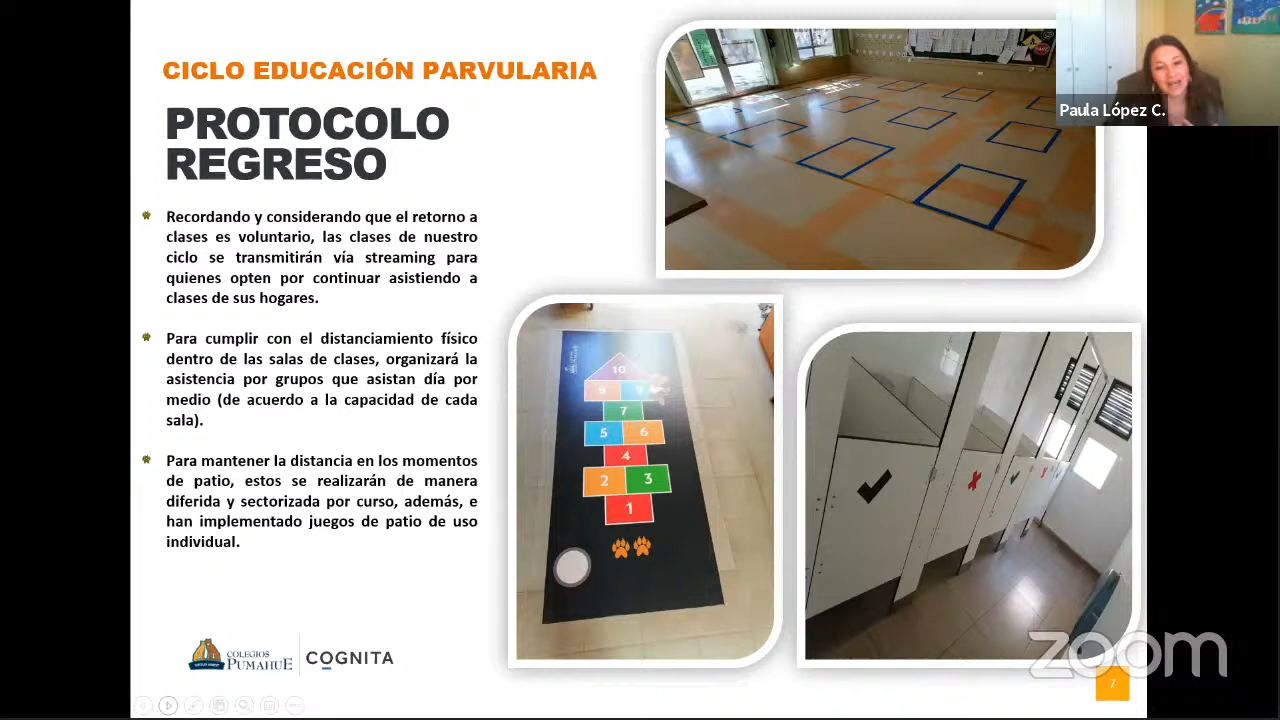 CICLO EDUCACIÓN PARVULARIA
PROTOCOLO
REGRESO
Recordando y considerando que el retorno a
clases es voluntario, las clases de nuestro
ciclo se transmitirán vía streaming para
quienes opten por continuar asistiendo a
clases de sus hogares.
Para cumplir con el distanciamiento físico
dentro de las salas de clases, organizará la
asistencia por grupos que asistan día por
medio (de acuerdo a la capacidad de cada
sala).
Para mantener la distancia en los momentos
de patio, estos se realizarán de manera
diferida y sectorizada por curso, además, e
han implementado juegos de patio de uso
individual.
COLEGIOS
PUMAHUE
COGNITA
Paula López C.
10
8 9
7
5 6
4
2 3
1
zoom
7